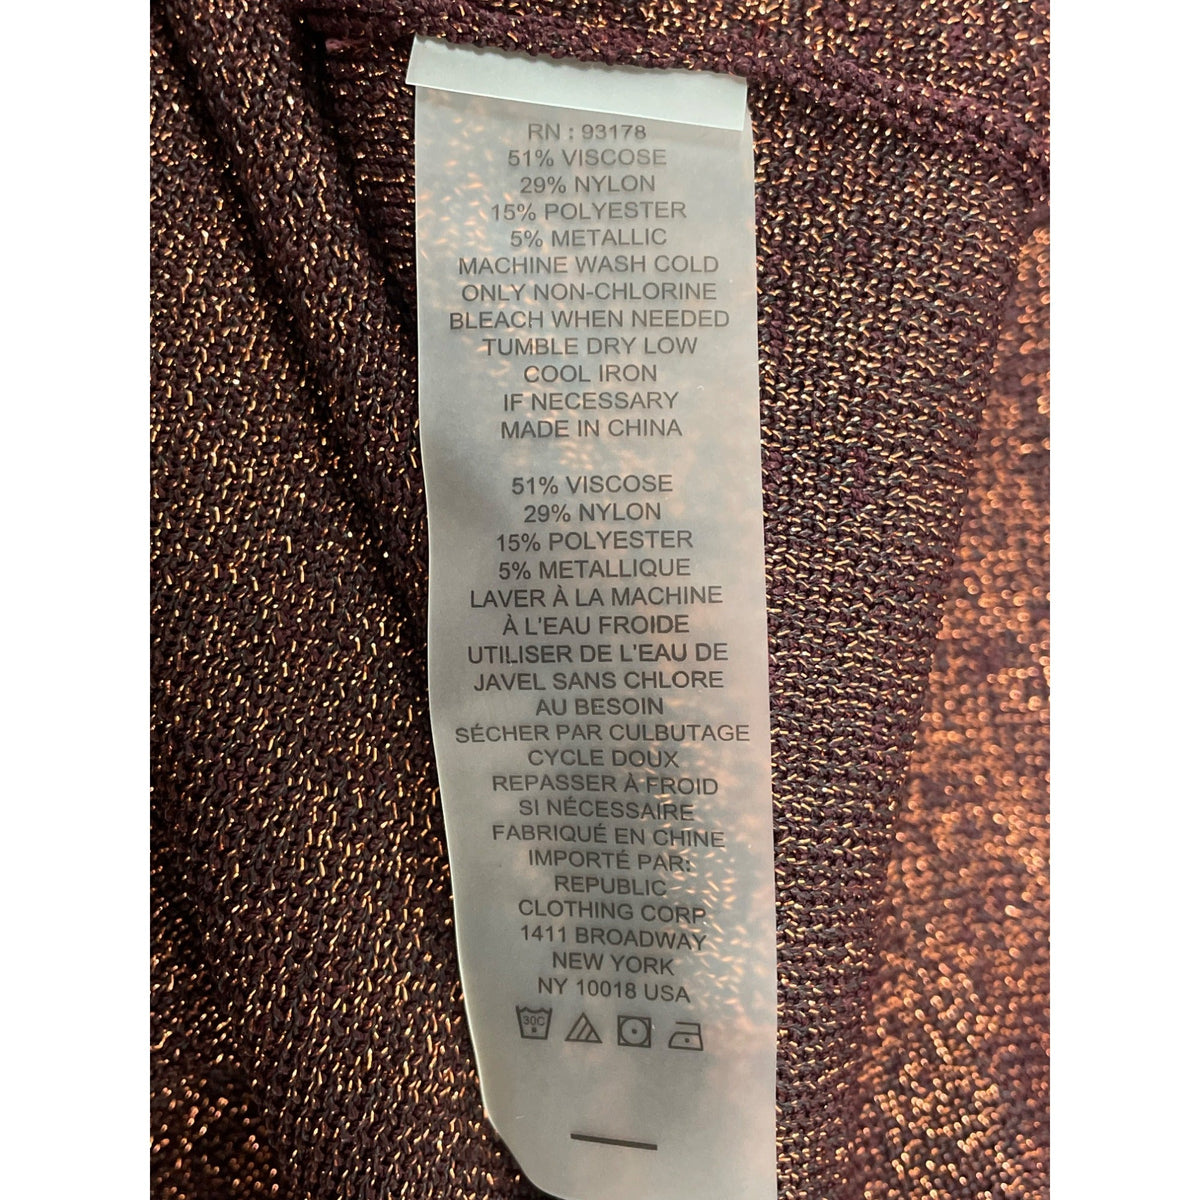 RN : 93178
51% VISCOSE
29% NYLON
15% POLYESTER
5% METALLIC
MACHINE WASH COLD
ONLY NON-CHLORINE
BLEACH WHEN NEEDED
TUMBLE DRY LOW
COOL IRON
IF NECESSARY
MADE IN CHINA
51% VISCOSE
29% NYLON
15% POLYESTER
5% METALLIQUE
LAVER À LA MACHINE
À L'EAU FROIDE
UTILISER DE L'EAU DE
JAVEL SANS CHLORE
AU BESOIN
SÉCHER PAR CULBUTAGE
CYCLE DOUX
REPASSER À FROID
SI NÉCESSAIRE
FABRIQUÉ EN CHINE
IMPORTÉ PAR:
REPUBLIC
CLOTHING CORP
1411 BROADWAY
NEW YORK
NY 10018 USA
30C